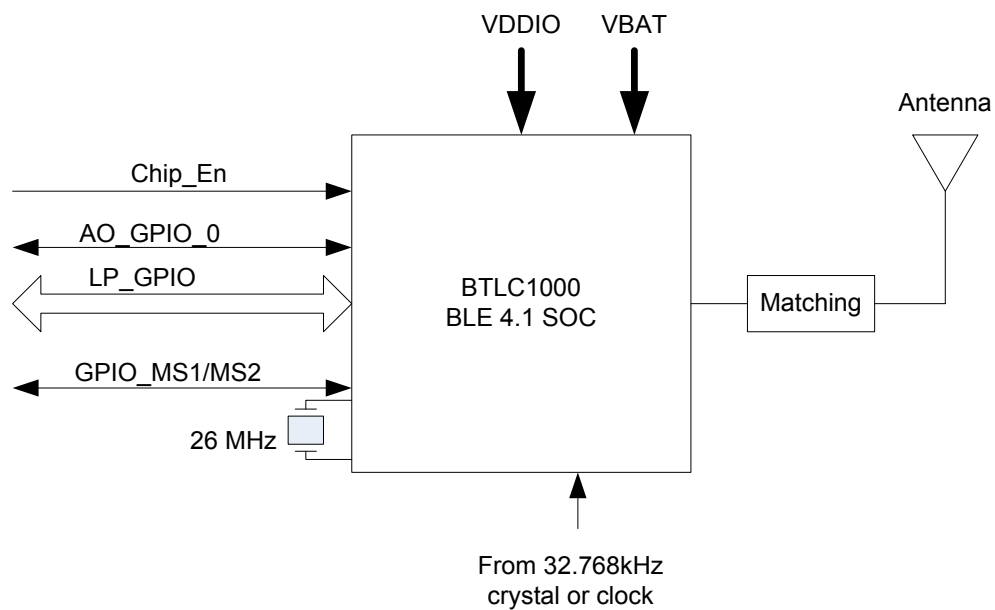 VDDIO
VBAT
Antenna
Chip_En
AO_GPIO_0
LP_GPIO
BTLC1000
BLE 4.1 SOC
Matching
GPIO_MS1/MS2
26 MHz
From 32.768kHz
crystal or clock